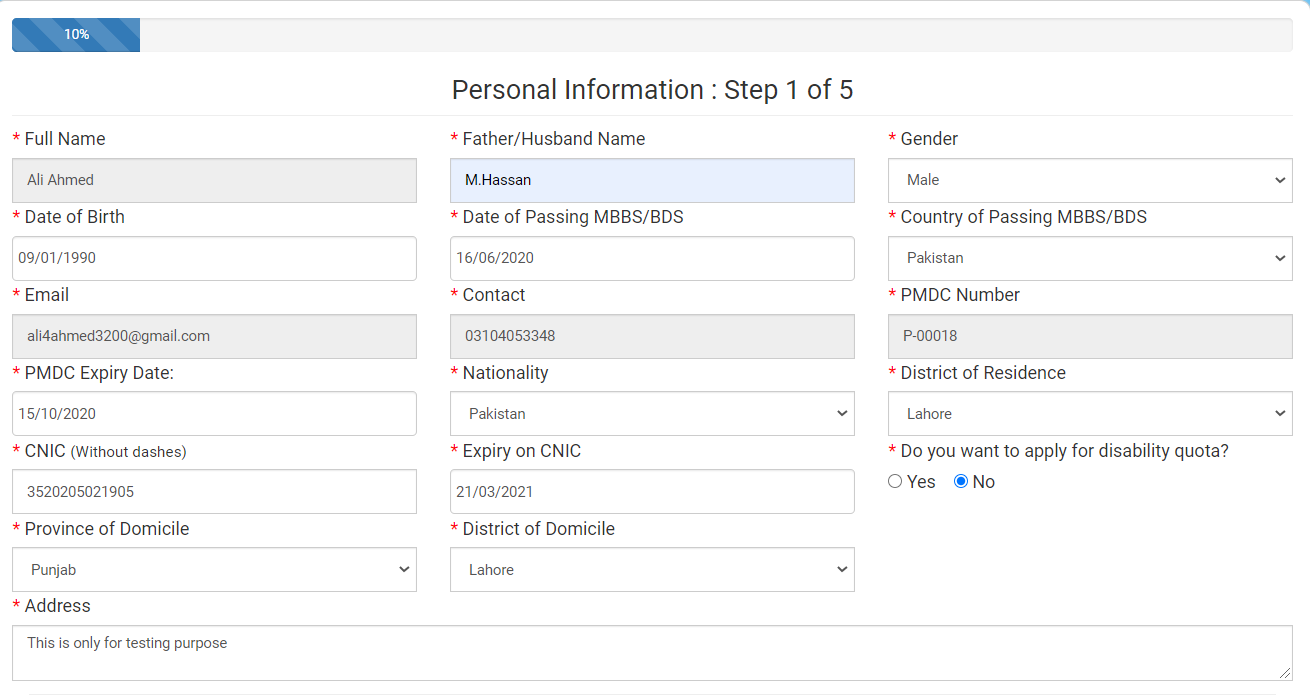 10%
Personal Information : Step 1 of 5
* Full Name * Father/Husband Name * Gender
Ali Ahmed M.Hassan Male
* Date of Birth * Date of Passing MBBS/BDS * Country of Passing MBBS/BDS
09/01/1990 16/06/2020 Pakistan
* Email * Contact * PMDC Number
ali4ahmed3200@gmail.com 03104053348 P-00018
* PMDC Expiry Date: * Nationality * District of Residence
15/10/2020 Pakistan Lahore
* CNIC (Without dashes) * Expiry on CNIC * Do you want to apply for disability quota?
3520205021905 21/03/2021 Yes No
* Province of Domicile * District of Domicile
Punjab Lahore
* Address
This is only for testing purpose